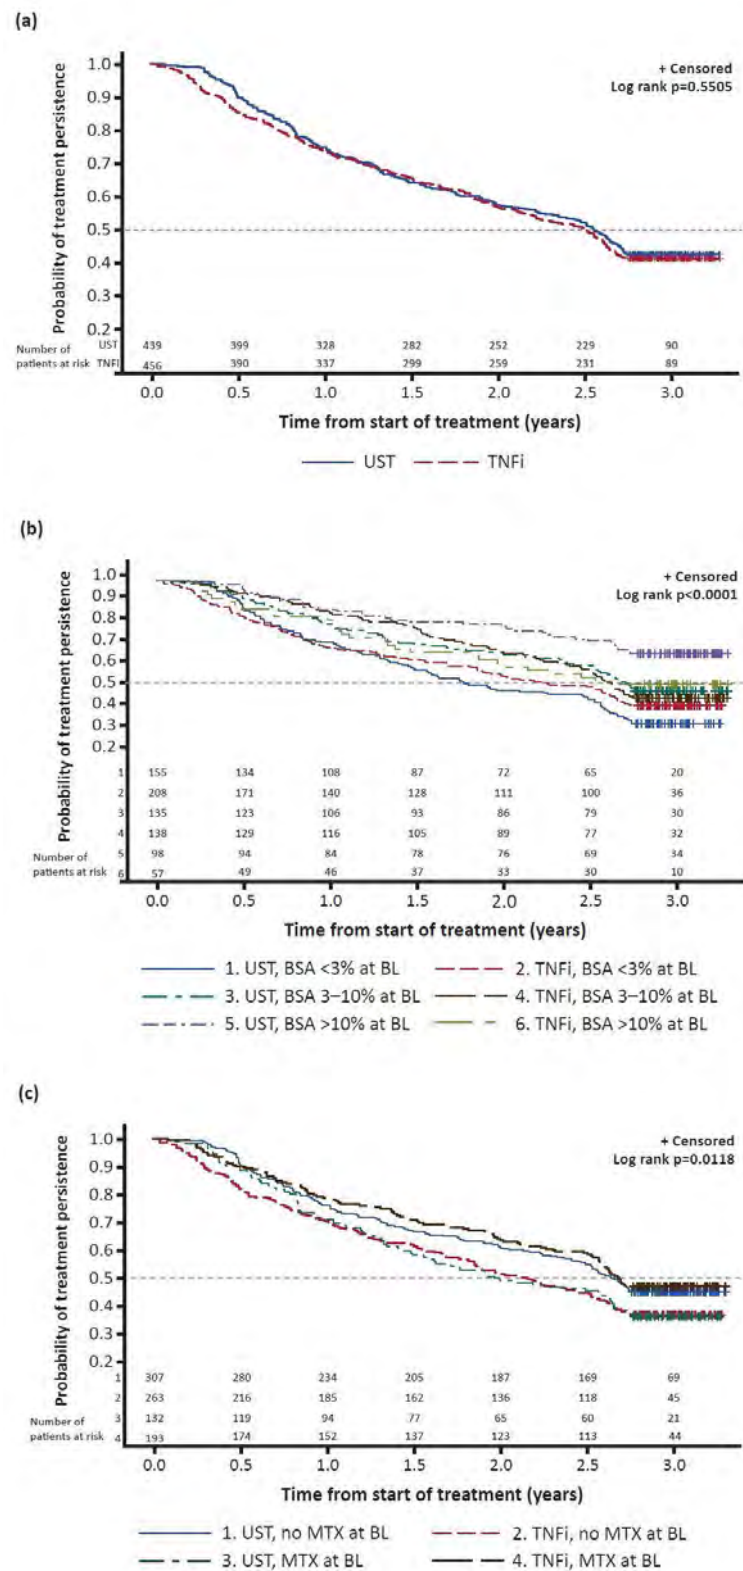 (a)
+ Censored
Log rank p=0.5505
Probability of treatment persistence
1.0
0.9
0.8
0.7
0.6
0.5
0.4
0.3
0.2
UST 439 399 328 282 252 229 90
Number of
patients at risk TNFi 456 390 337 299 259 231 89
0.0 0.5 1.0 1.5 2.0 2.5 3.0
Time from start of treatment (years)
UST TNFi
(b)
+ Censored
Log rank p<0.0001
Probability of treatment persistence
1.0
0.9
0.8
0.7
0.6
0.5
0.4
0.3
0.2
1 155 134 108 87 72 65 20
2 208 171 140 128 111 100 36
3 135 123 106 93 86 79 30
4 138 129 116 105 89 77 32
Number of
patients at risk
5 98 94 84 78 76 69 34
6 57 49 46 37 33 30 10
0.0 0.5 1.0 1.5 2.0 2.5 3.0
Time from start of treatment (years)
1. UST, BSA <3% at BL 2. TNFi, BSA <3% at BL
3. UST, BSA 3–10% at BL 4. TNFi, BSA 3–10% at BL
5. UST, BSA >10% at BL 6. TNFi, BSA >10% at BL
(c)
+ Censored
Log rank p=0.0118
Probability of treatment persistence
1.0
0.9
0.8
0.7
0.6
0.5
0.4
0.3
0.2
1 307 280 234 205 187 169 69
2 263 216 185 162 136 118 45
Number of
patients at risk
3 132 119 94 77 65 60 21
4 193 174 152 137 123 113 44
0.0 0.5 1.0 1.5 2.0 2.5 3.0
Time from start of treatment (years)
1. UST, no MTX at BL 2. TNFi, no MTX at BL
3. UST, MTX at BL 4. TNFi, MTX at BL